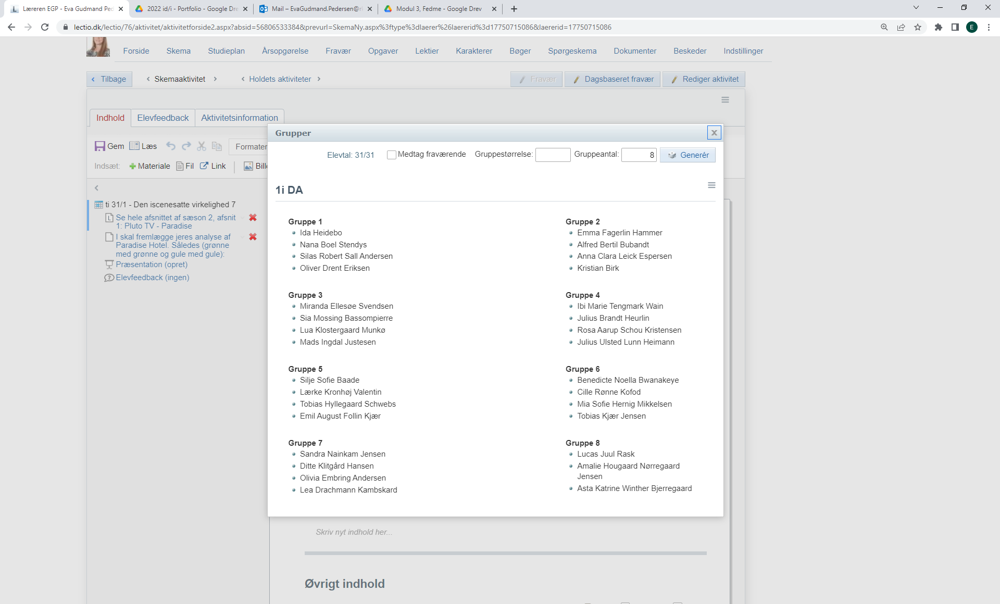 Læreren EGP - Eva Gudmand Ped
2022 id/i - Portfolio - Google Dre
Mail – EvaGudmand.Pedersen@r
Modul 3, Fedme - Google Drev
lectio.dk/lectio/76/aktivitet/aktivitetforside2.aspx?absid=56806533384&prevurl=SkemaNy.aspx%3ftype%3dlaerer%26laererid%3d17750715086&laererid=17750715086
E
Forside Skema Studieplan Årsopgørelse Fravær Opgaver Lektier Karakterer Bøger Spørgeskema Dokumenter Beskeder Indstillinger
Tilbage Skemaaktivitet Holdets aktiviteter Fravær Dagsbaseret fravær Rediger aktivitet
Indhold Elevfeedback Aktivitetsinformation
Grupper
Gem Læs Formater
Elevtal: 31/31 Medtag fraværende Gruppestørrelse: Gruppeantal: 8 Generér
Indsæt: Materiale Fil Link Bille
1i DA
ti 31/1 - Den iscenesatte virkelighed 7
Se hele afsnittet af sæson 2, afsnit
1: Pluto TV - Paradise
I skal fremlægge jeres analyse af
Paradise Hotel. Således (grønne
med grønne og gule med gule):
Præsentation (opret)
Elevfeedback (ingen)
Gruppe 1
Ida Heidebo
Nana Boel Stendys
Silas Robert Sall Andersen
Oliver Drent Eriksen
Gruppe 2
Emma Fagerlin Hammer
Alfred Bertil Bubandt
Anna Clara Leick Espersen
Kristian Birk
Gruppe 3
Miranda Ellesøe Svendsen
Sia Mossing Bassompierre
Lua Klostergaard Munkø
Mads Ingdal Justesen
Gruppe 4
Ibi Marie Tengmark Wain
Julius Brandt Heurlin
Rosa Aarup Schou Kristensen
Julius Ulsted Lunn Heimann
Gruppe 5
Silje Sofie Baade
Lærke Kronhøj Valentin
Tobias Hyllegaard Schwebs
Emil August Follin Kjær
Gruppe 6
Benedicte Noella Bwanakeye
Cille Rønne Kofod
Mia Sofie Hernig Mikkelsen
Tobias Kjær Jensen
Gruppe 7
Sandra Nainkam Jensen
Ditte Klitgård Hansen
Olivia Embring Andersen
Lea Drachmann Kambskard
Gruppe 8
Lucas Juul Rask
Amalie Hougaard Nørregaard
Jensen
Asta Katrine Winther Bjerregaard
Skriv nyt indhold her...
Øvrigt indhold